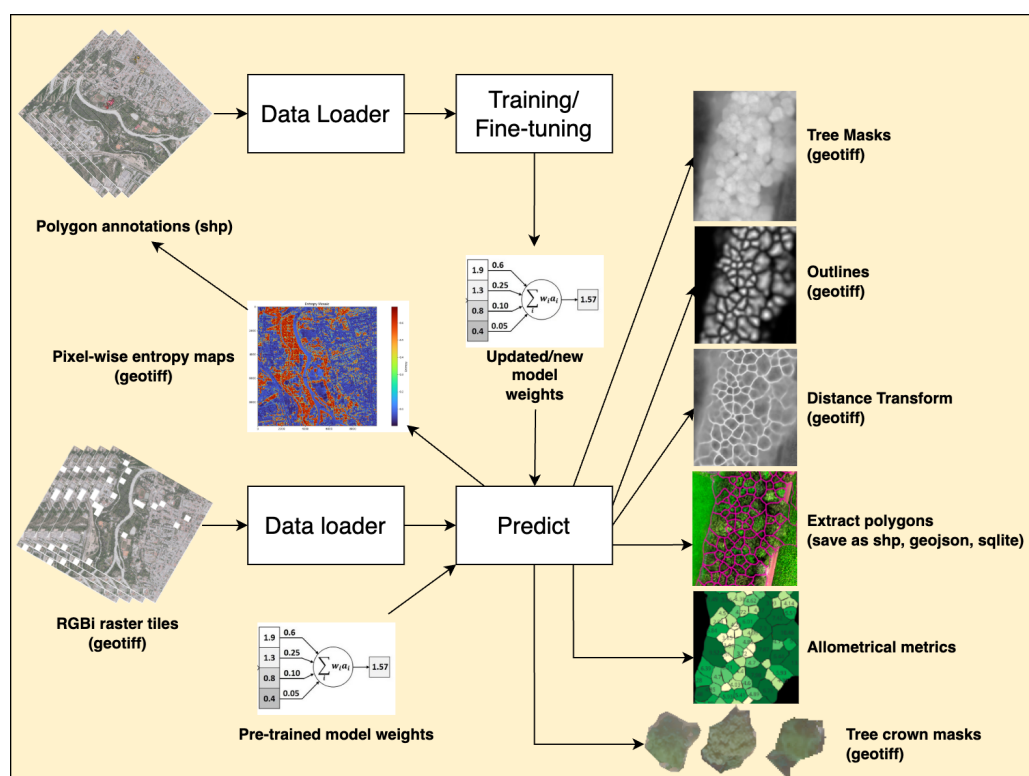 Data Loader
Training/
Fine-tuning
Polygon annotations (shp)
1.9
1.3
0.8
0.4
0.6
0.25
0.10
0.05
∑
i
wᵢaᵢ
1.57
Updated/new
model
weights
Entropy
Pixel-wise entropy maps
(geotiff)
Data loader
Predict
RGBi raster tiles
(geotiff)
1.9
1.3
0.8
0.4
0.6
0.25
0.10
0.05
∑
i
wᵢaᵢ
1.57
Pre-trained model weights
Tree Masks
(geotiff)
Outlines
(geotiff)
Distance Transform
(geotiff)
Extract polygons
(save as shp, geojson, sqlite)
Allometrical metrics
Tree crown masks
(geotiff)